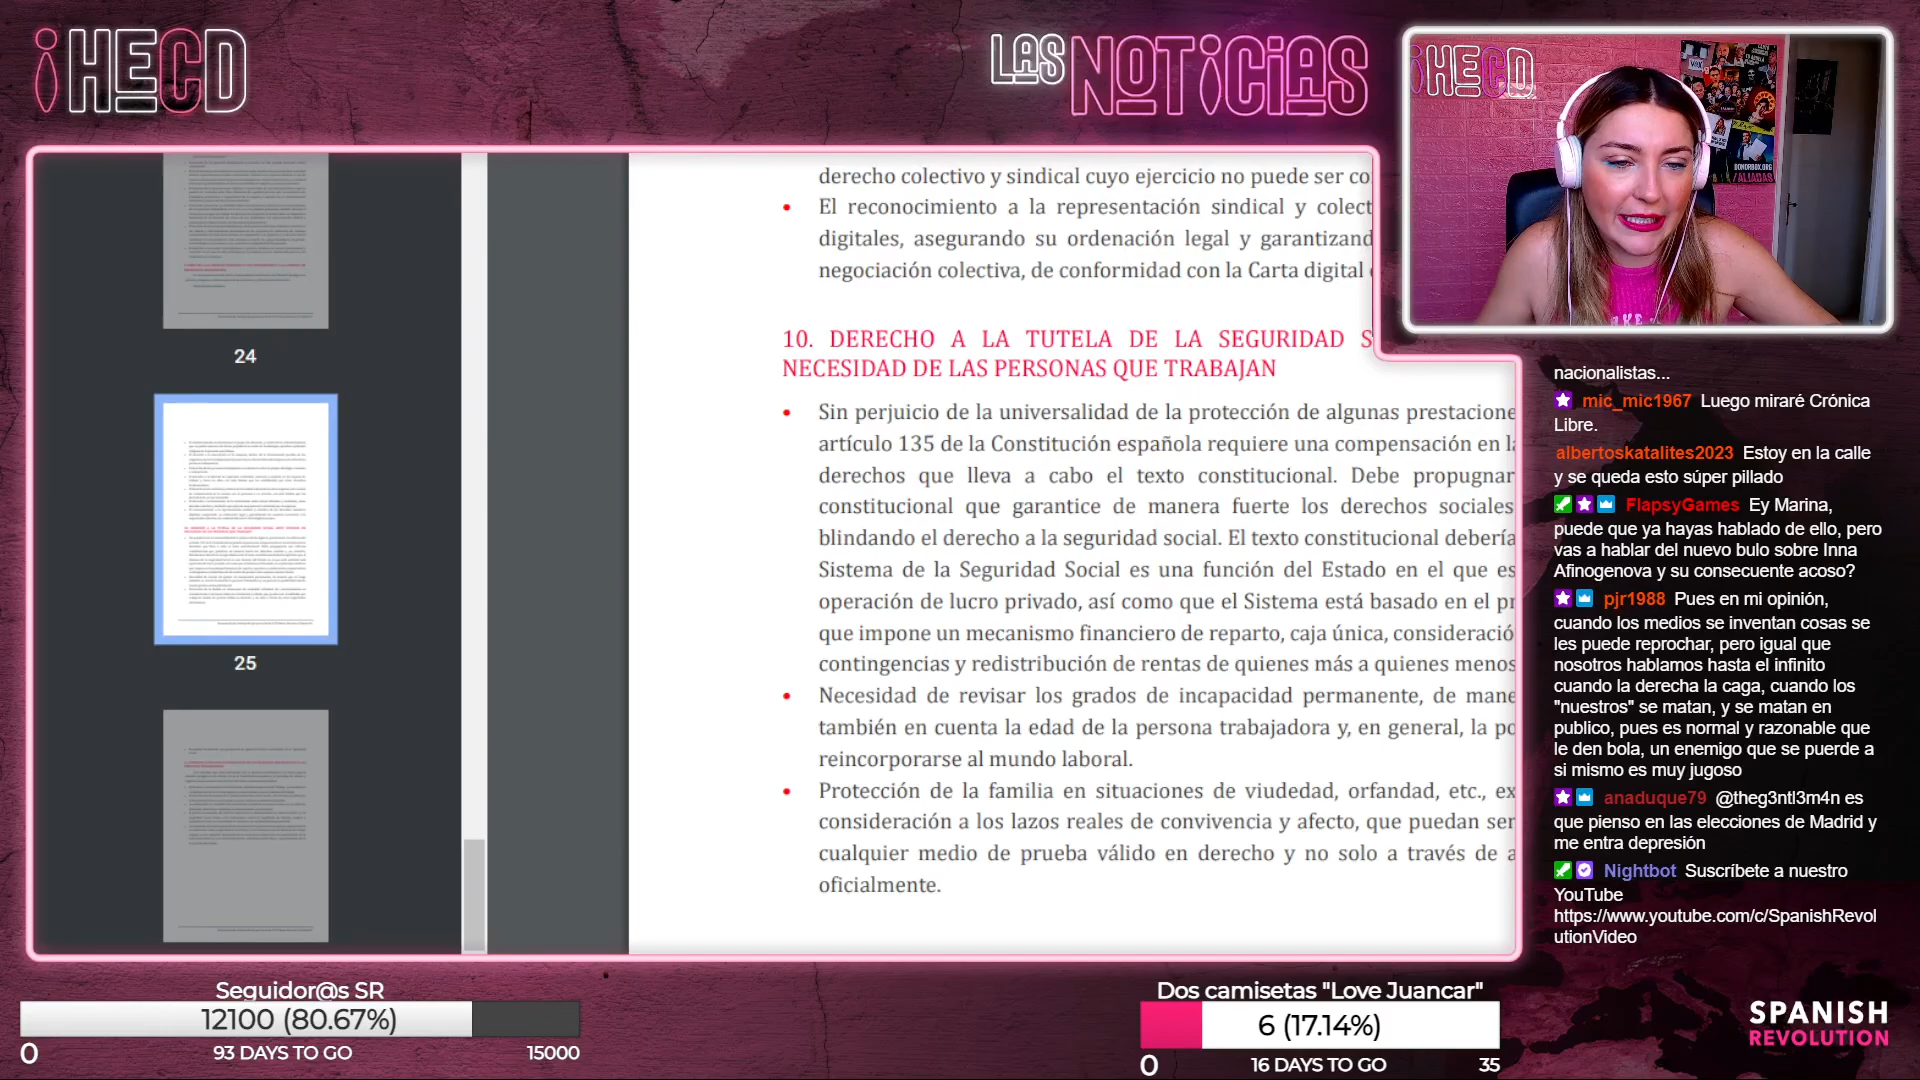 ¡HECD
LAS NOTICIAS
¡HECD
VOX
DONORBOX.ORG
/ALIADAS
24
25
derecho colectivo y sindical cuyo ejercicio no puede ser co
El reconocimiento a la representación sindical y colect
digitales, asegurando su ordenación legal y garantizand
negociación colectiva, de conformidad con la Carta digital
10. DERECHO A LA TUTELA DE LA SEGURIDAD S
NECESIDAD DE LAS PERSONAS QUE TRABAJAN
Sin perjuicio de la universalidad de la protección de algunas prestacione
artículo 135 de la Constitución española requiere una compensación en la
derechos que lleva a cabo el texto constitucional. Debe propugnar
constitucional que garantice de manera fuerte los derechos sociales
blindando el derecho a la seguridad social. El texto constitucional debería
Sistema de la Seguridad Social es una función del Estado en el que es
operación de lucro privado, así como que el Sistema está basado en el pr
que impone un mecanismo financiero de reparto, caja única, consideració
contingencias y redistribución de rentas de quienes más a quienes menos
Necesidad de revisar los grados de incapacidad permanente, de mane
también en cuenta la edad de la persona trabajadora y, en general, la po
reincorporarse al mundo laboral.
Protección de la familia en situaciones de viudedad, orfandad, etc., ex
consideración a los lazos reales de convivencia y afecto, que puedan ser
cualquier medio de prueba válido en derecho y no solo a través de a
oficialmente.
nacionalistas...
mic_mic1967 Luego miraré Crónica
Libre.
albertoskatalites2023 Estoy en la calle
y se queda esto súper pillado
FlapsyGames Ey Marina,
puede que ya hayas hablado de ello, pero
vas a hablar del nuevo bulo sobre Inna
Afinogenova y su consecuente acoso?
pjr1988 Pues en mi opinión,
cuando los medios se inventan cosas se
les puede reprochar, pero igual que
nosotros hablamos hasta el infinito
cuando la derecha la caga, cuando los
"nuestros" se matan, y se matan en
publico, pues es normal y razonable que
le den bola, un enemigo que se puerde a
si mismo es muy jugoso
anaduque79 @theg3ntl3m4n es
que pienso en las elecciones de Madrid y
me entra depresión
Nightbot Suscríbete a nuestro
YouTube
https://www.youtube.com/c/SpanishRevol
utionVideo
Seguidor@s SR
12100 (80.67%)
0 93 DAYS TO GO 15000
Dos camisetas "Love Juancar"
6 (17.14%)
0 16 DAYS TO GO 35
SPANISH
REVOLUTION